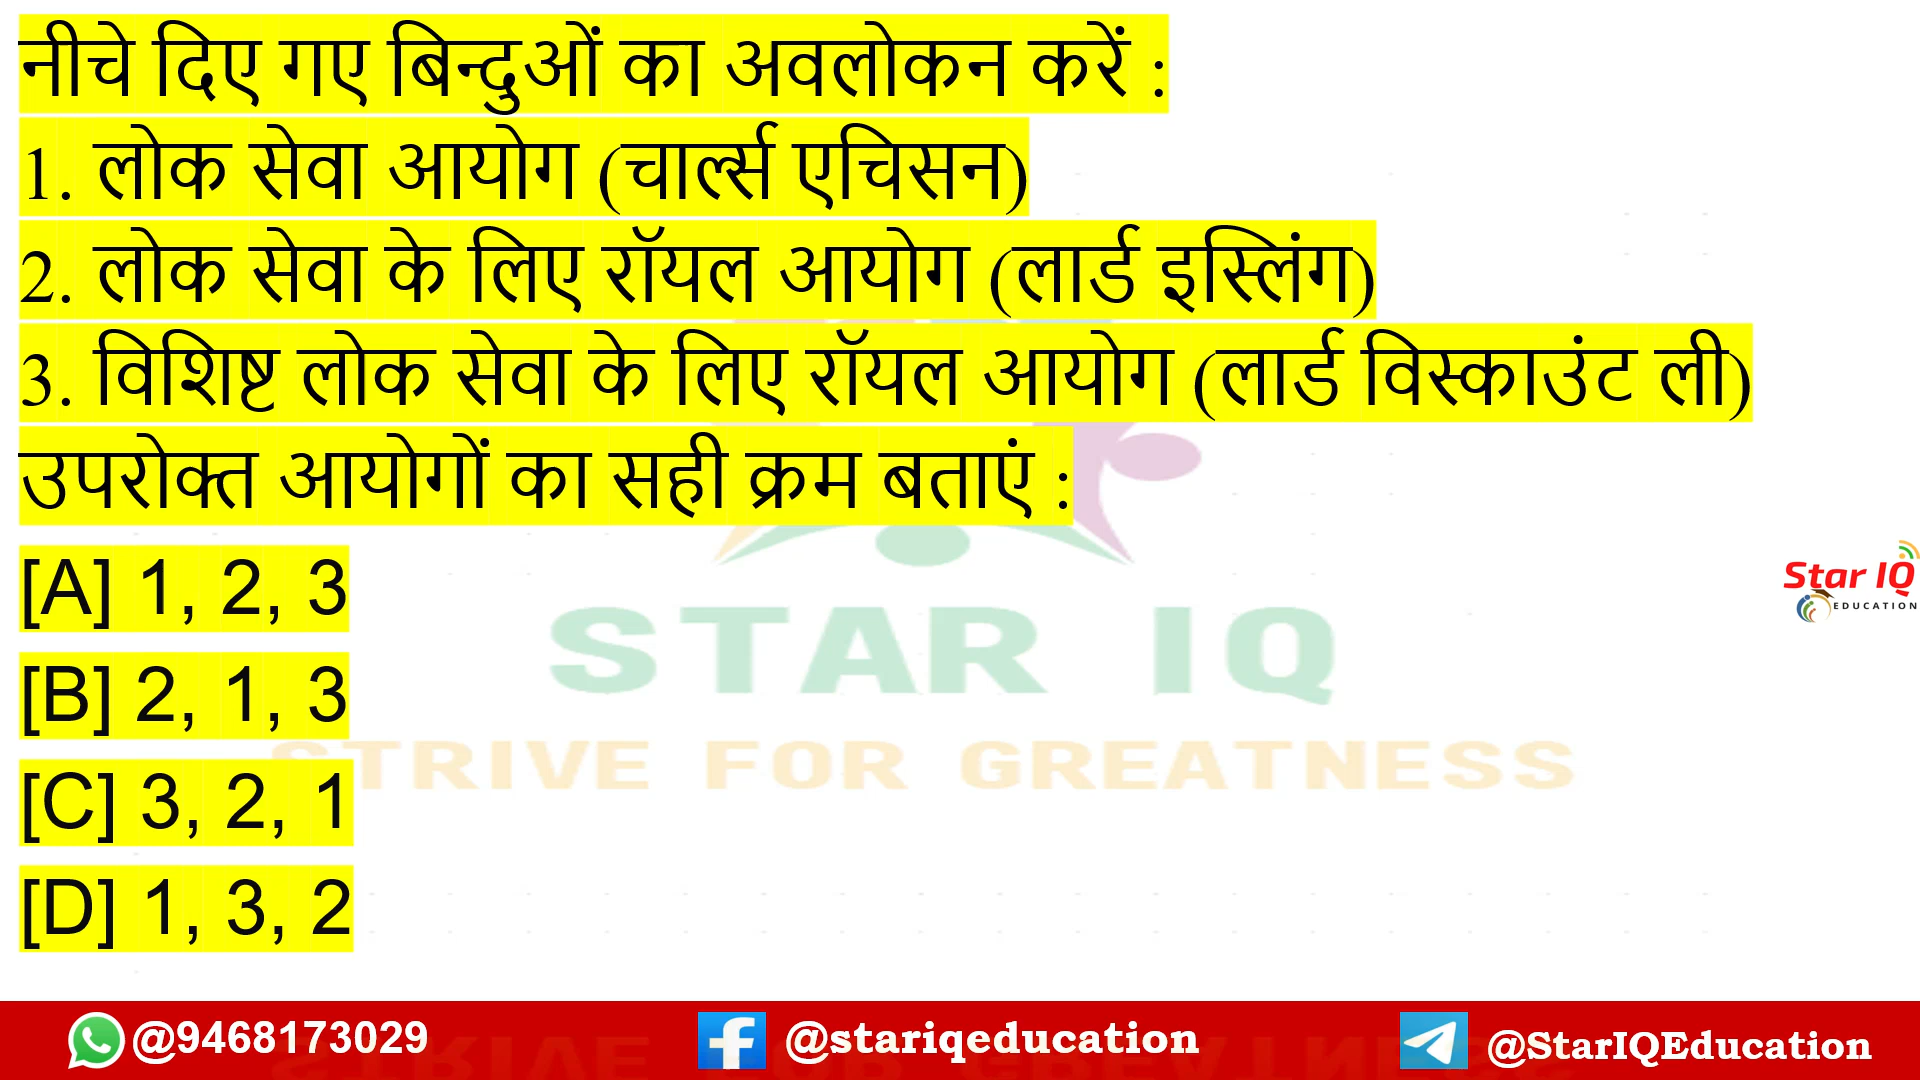 नीचे दिए गए बिन्दुओं का अवलोकन करें :
1. लोक सेवा आयोग (चार्ल्स एचिसन)
2. लोक सेवा के लिए रॉयल आयोग (लार्ड इस्लिंग)
3. विशिष्ट लोक सेवा के लिए रॉयल आयोग (लार्ड विस्काउंट ली)
उपरोक्त आयोगों का सही क्रम बताएं :
[A] 1, 2, 3
[B] 2, 1, 3
[C] 3, 2, 1
[D] 1, 3, 2
STAR IQ
STRIVE FOR GREATNESS
Star IQ
EDUCATION
@9468173029
@stariqeducation
@StarIQEducation